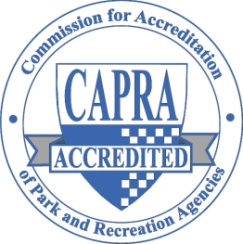 Commission for Accreditation
CAPRA
ACCREDITED
of Park and Recreation Agencies